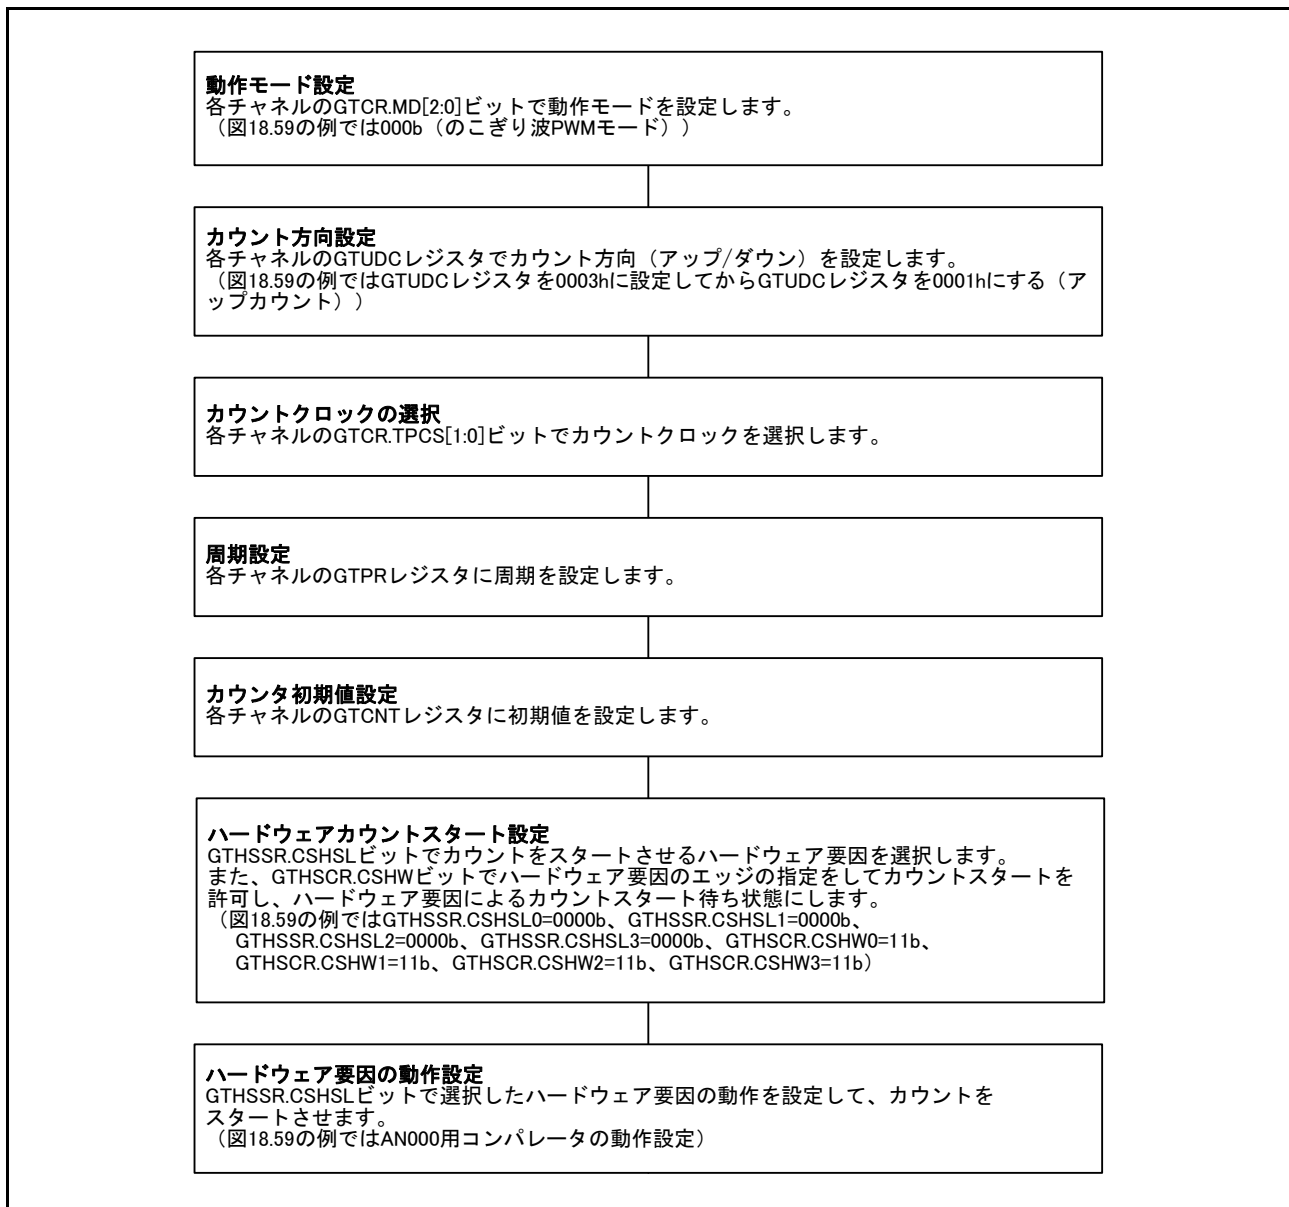 動作モード設定
各チャネルのGTCR.MD[2:0]ビットで動作モードを設定します。
（図18.59の例では000b（のこぎり波PWMモード））
カウント方向設定
各チャネルのGTUDCレジスタでカウント方向（アップ/ダウン）を設定します。
（図18.59の例ではGTUDCレジスタを0003hに設定してからGTUDCレジスタを0001hにする（ア
ップカウント））
カウントクロックの選択
各チャネルのGTCR.TPCS[1:0]ビットでカウントクロックを選択します。
周期設定
各チャネルのGTPRレジスタに周期を設定します。
カウンタ初期値設定
各チャネルのGTCNTレジスタに初期値を設定します。
ハードウェアカウントスタート設定
GTHSSR.CSHSLビットでカウントをスタートさせるハードウェア要因を選択します。
また、GTHSCR.CSHWビットでハードウェア要因のエッジの指定をしてカウントスタートを
許可し、ハードウェア要因によるカウントスタート待ち状態にします。
（図18.59の例ではGTHSSR.CSHSL0=0000b、GTHSSR.CSHSL1=0000b、
GTHSSR.CSHSL2=0000b、GTHSSR.CSHSL3=0000b、GTHSCR.CSHW0=11b、
GTHSCR.CSHW1=11b、GTHSCR.CSHW2=11b、GTHSCR.CSHW3=11b）
ハードウェア要因の動作設定
GTHSSR.CSHSLビットで選択したハードウェア要因の動作を設定して、カウントを
スタートさせます。
（図18.59の例ではAN000用コンパレータの動作設定）